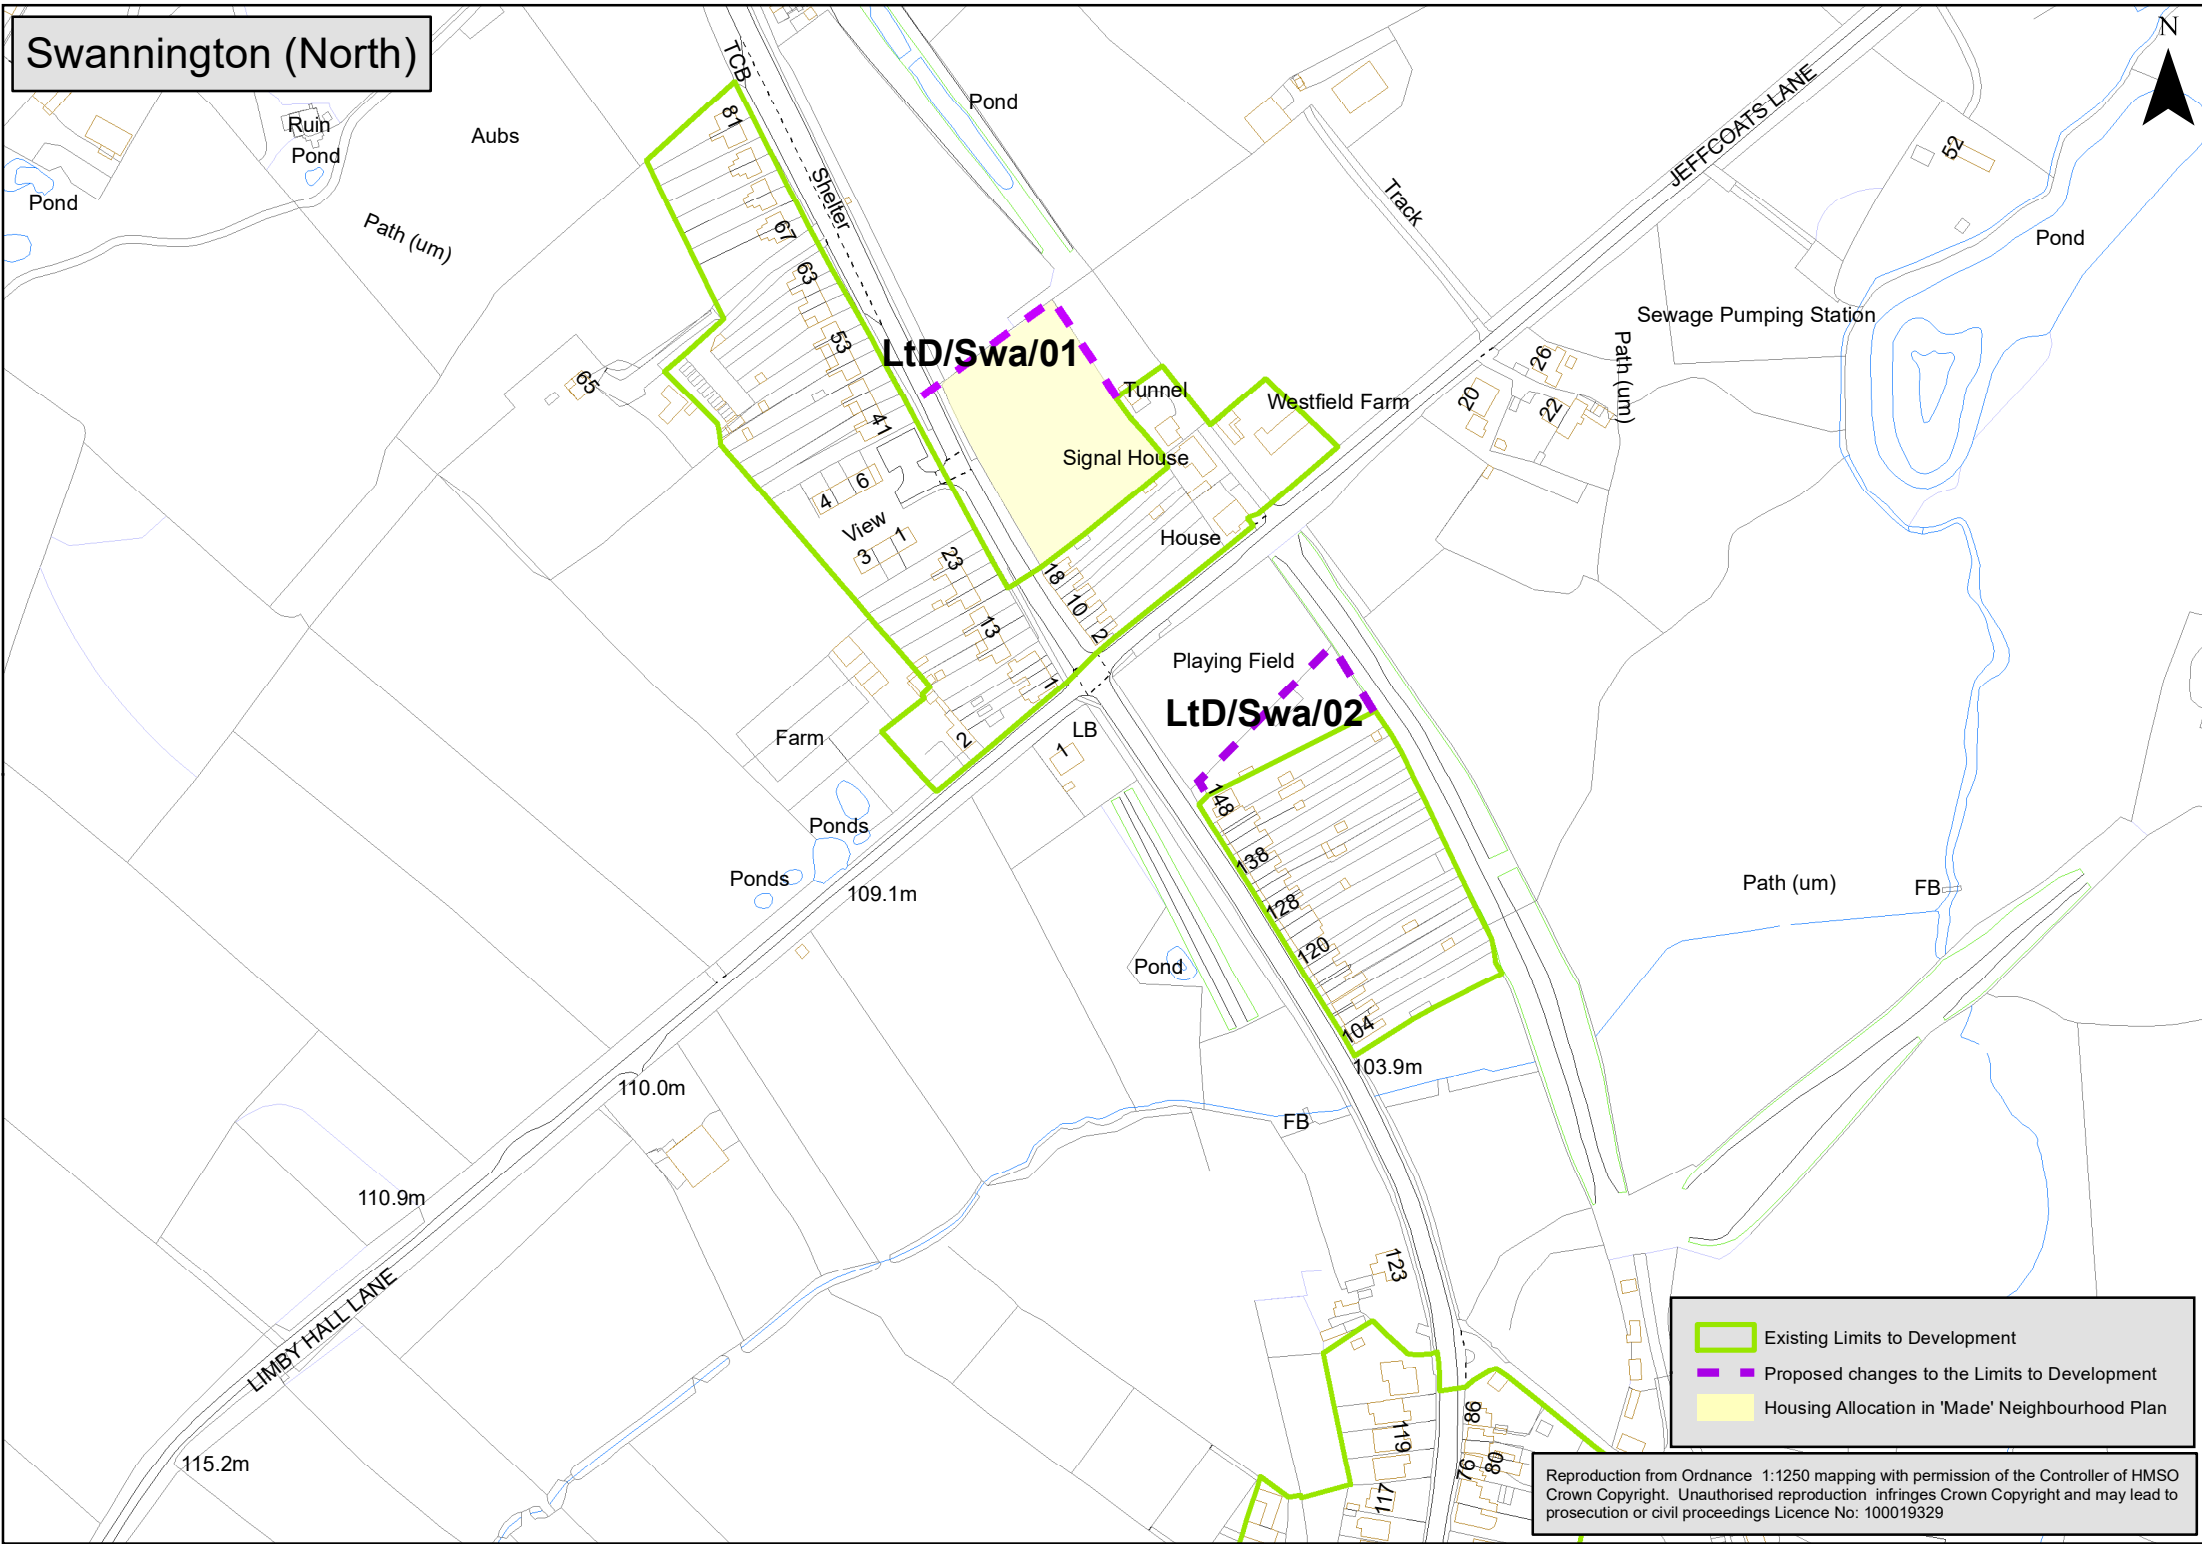 Swannington (North)
N
TCB
81
Pond
Ruin
Pond
Aubs
Pond
Path (um)
Shelter
67
63
Track
JEFFCOATS LANE
52
Pond
Sewage Pumping Station
LtD/Swa/01
53
65
Tunnel
Westfield Farm
26
20
22
Path (um)
41
Signal House
4
6
View
3
1
23
House
18
10
2
13
1
Playing Field
LtD/Swa/02
Farm
2
LB
1
148
Ponds
138
Ponds
109.1m
128
Path (um)
FB
120
Pond
104
103.9m
110.0m
FB
110.9m
123
LIMBY HALL LANE
115.2m
119
117
86
76
80
Existing Limits to Development
Proposed changes to the Limits to Development
Housing Allocation in 'Made' Neighbourhood Plan
Reproduction from Ordnance 1:1250 mapping with permission of the Controller of HMSO
Crown Copyright. Unauthorised reproduction infringes Crown Copyright and may lead to
prosecution or civil proceedings Licence No: 100019329